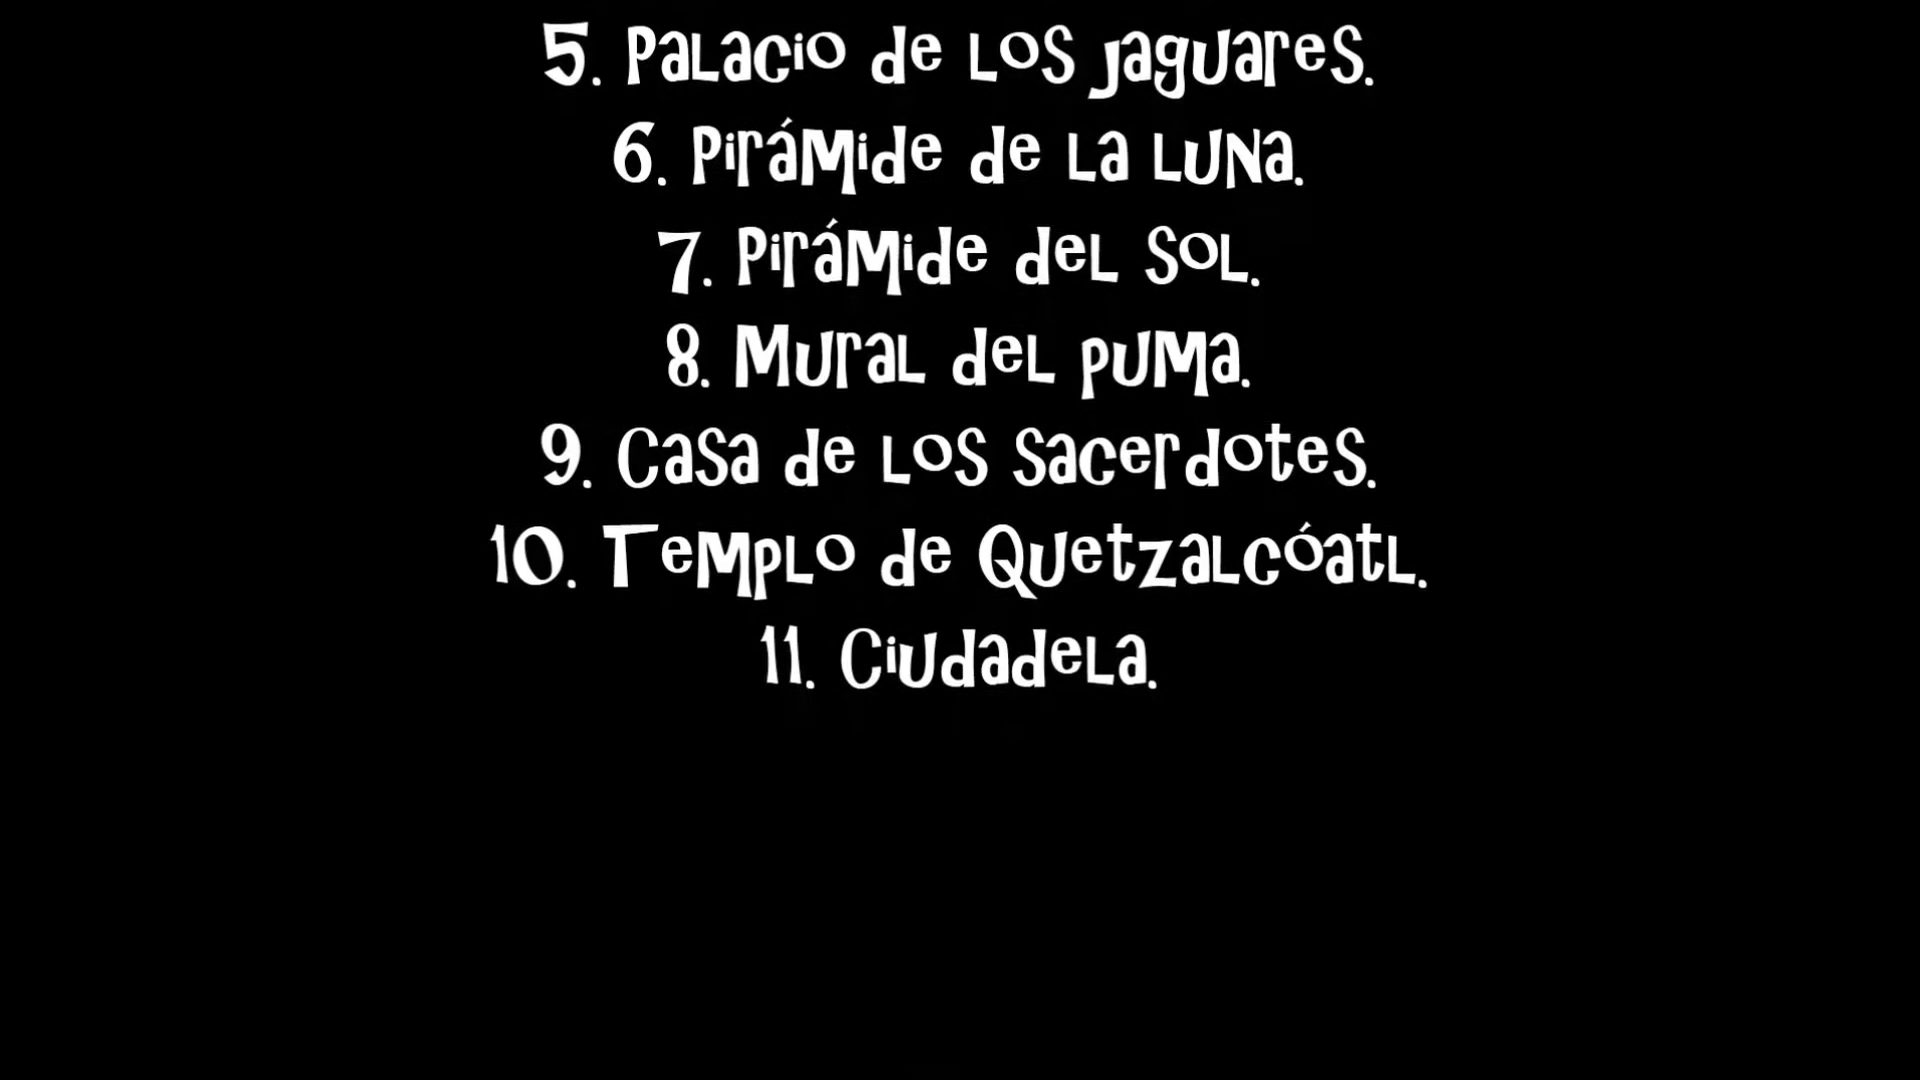 5. Palacio de los jaguares.
6. Pirámide de la luna.
7. Pirámide del sol.
8. Mural del puma.
9. Casa de los sacerdotes.
10. Templo de Quetzalcóatl.
11. Ciudadela.